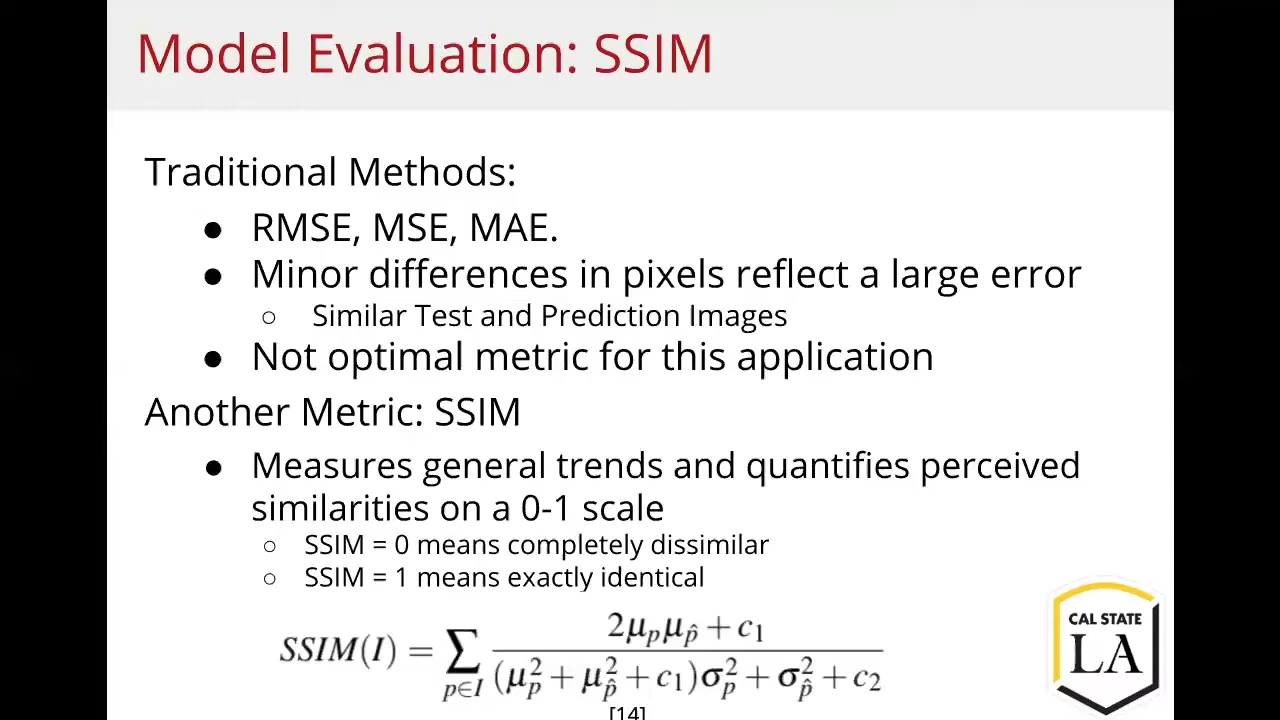 Model Evaluation: SSIM
Traditional Methods:
● RMSE, MSE, MAE.
● Minor differences in pixels reflect a large error
○ Similar Test and Prediction Images
● Not optimal metric for this application
Another Metric: SSIM
● Measures general trends and quantifies perceived
similarities on a 0-1 scale
○ SSIM = 0 means completely dissimilar
○ SSIM = 1 means exactly identical
SSIM(I) = ∑_{p∈I} \frac{2μ_p μ_{p̂} + c_1}{(μ_p^2 + μ_{p̂}^2 + c_1)σ_p^2 + σ_{p̂}^2 + c_2}
[14]
CAL STATE
LA